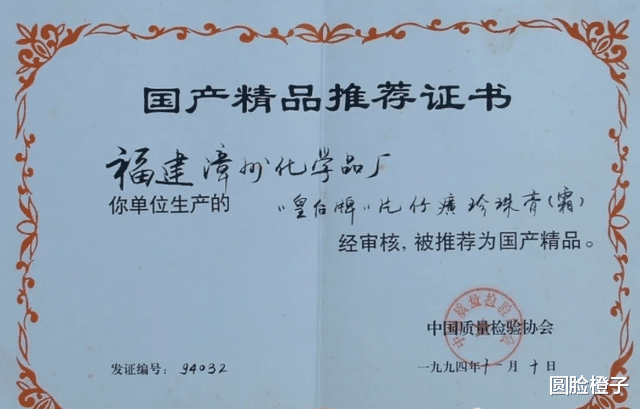 国产精品推荐证书
福建漳州化学品厂
你单位生产的 "皇后牌"片仔癀珍珠膏(霜)
经审核,被推荐为国产精品。
中国质量检验协会
发证编号: 94032 一九九四年十一月十日
圆脸橙子